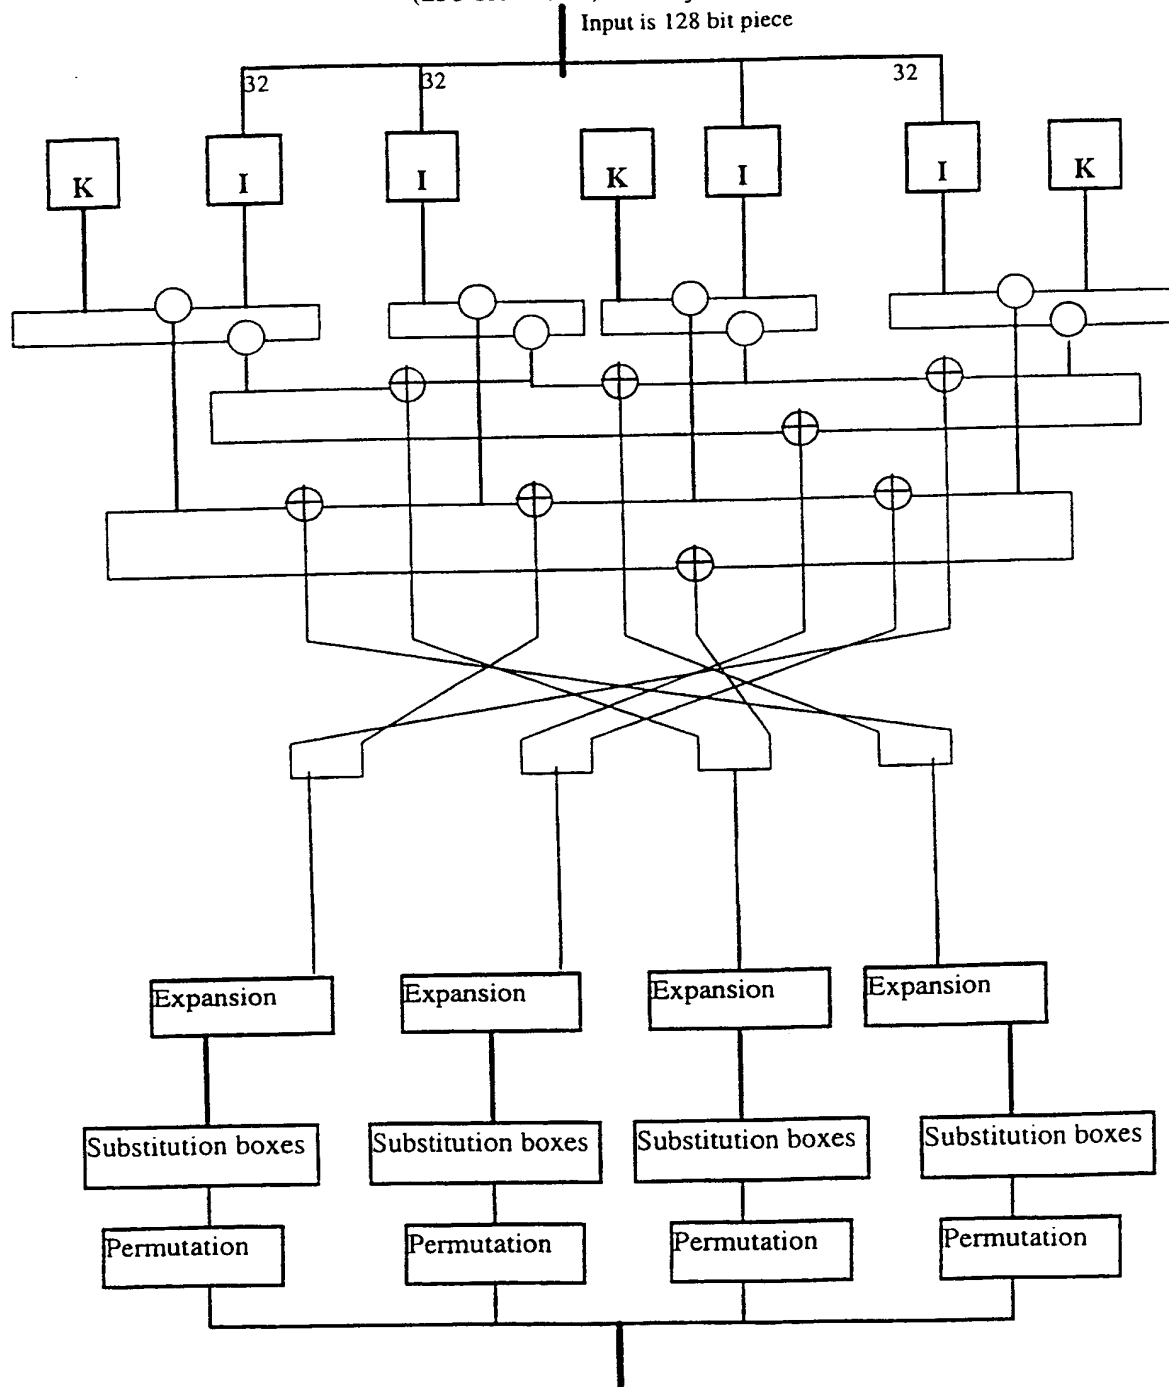 Input is 128 bit piece
32 32 32
K I I K I I K
Expansion Expansion Expansion Expansion
Substitution boxes Substitution boxes Substitution boxes Substitution boxes
Permutation Permutation Permutation Permutation